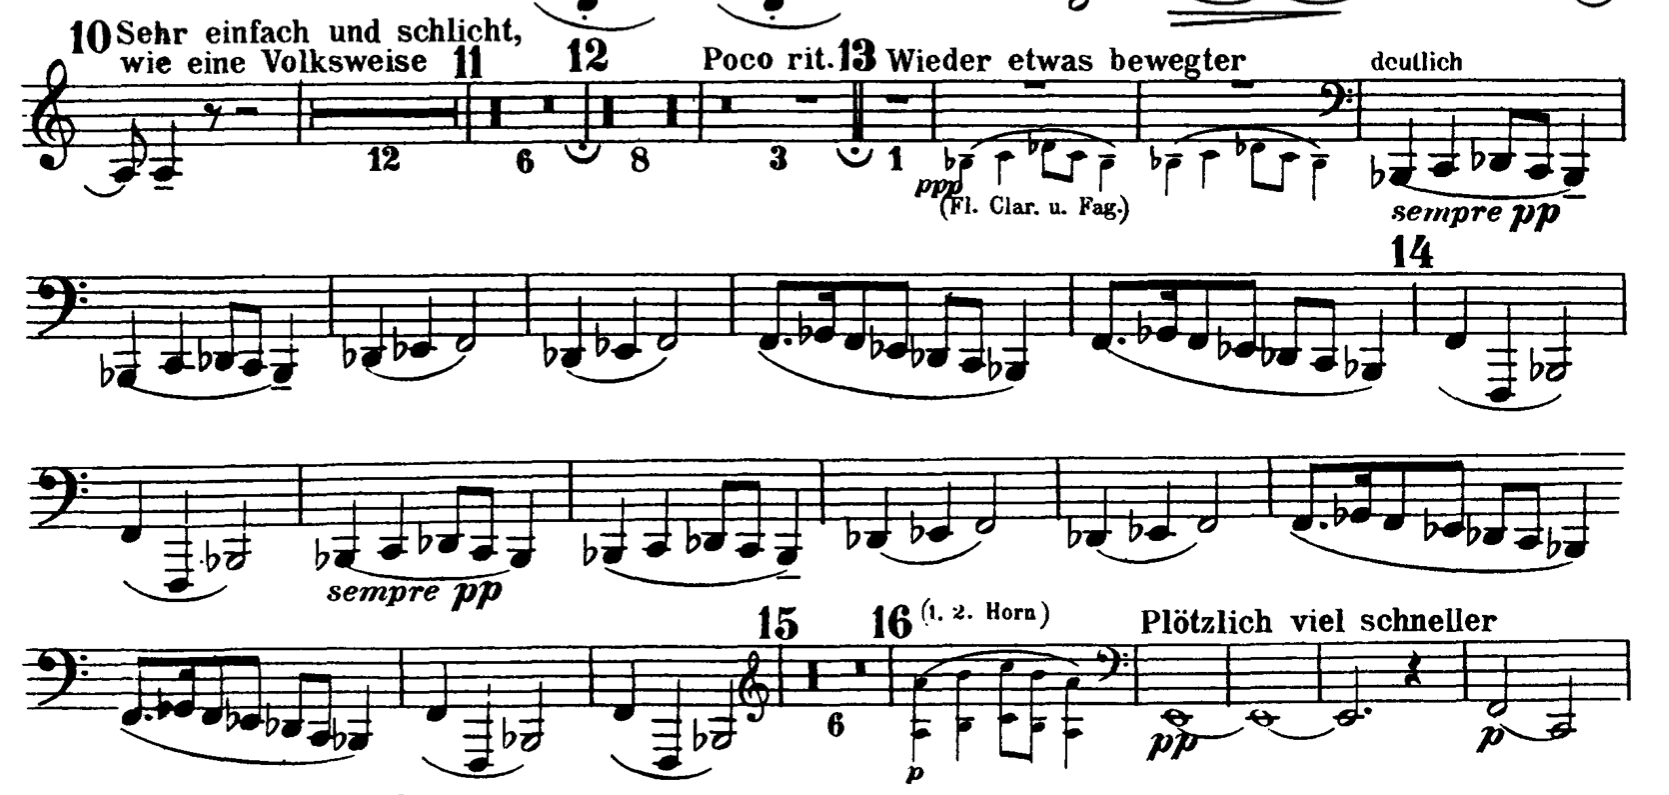 10 Sehr einfach und schlicht,
wie eine Volksweise 11 12 Poco rit. 13 Wieder etwas bewegter deutlich
12 6 8 3 1
ppp
(Fl. Clar. u. Fag.)
sempre pp
14
sempre pp
15 16 (1. 2. Horn) Plötzlich viel schneller
6
p pp p